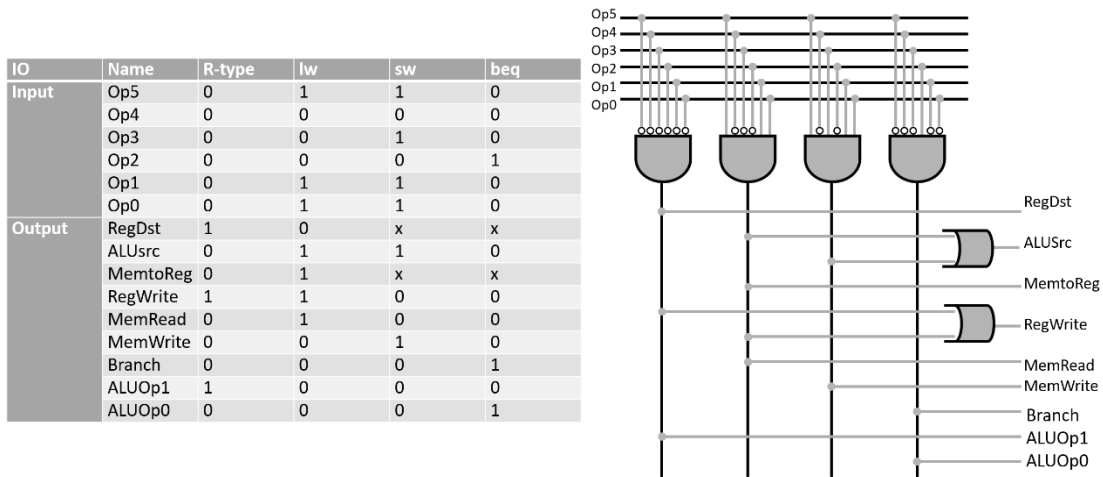 IO Name R-type lw sw beq
Input Op5 0 1 1 0
Op4 0 0 0 0
Op3 0 0 1 0
Op2 0 0 0 1
Op1 0 1 1 0
Op0 0 1 1 0
Output RegDst 1 0 x x
ALUsrc 0 1 1 0
MemtoReg 0 1 x x
RegWrite 1 1 0 0
MemRead 0 1 0 0
MemWrite 0 0 1 0
Branch 0 0 0 1
ALUOp1 1 0 0 0
ALUOp0 0 0 0 1
Op5
Op4
Op3
Op2
Op1
Op0
RegDst
ALUSrc
MemtoReg
RegWrite
MemRead
MemWrite
Branch
ALUOp1
ALUOp0